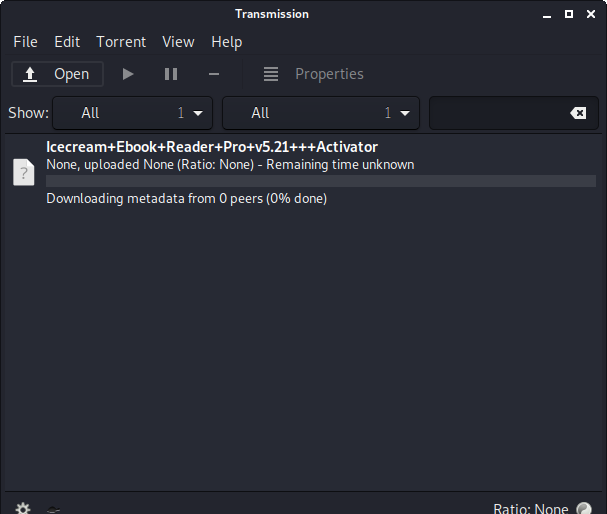 Transmission
File Edit Torrent View Help
Open Properties
Show: All 1 All 1
Icecream+Ebook+Reader+Pro+v5.21+++Activator
None, uploaded None (Ratio: None) - Remaining time unknown
?
Downloading metadata from 0 peers (0% done)
Ratio: None